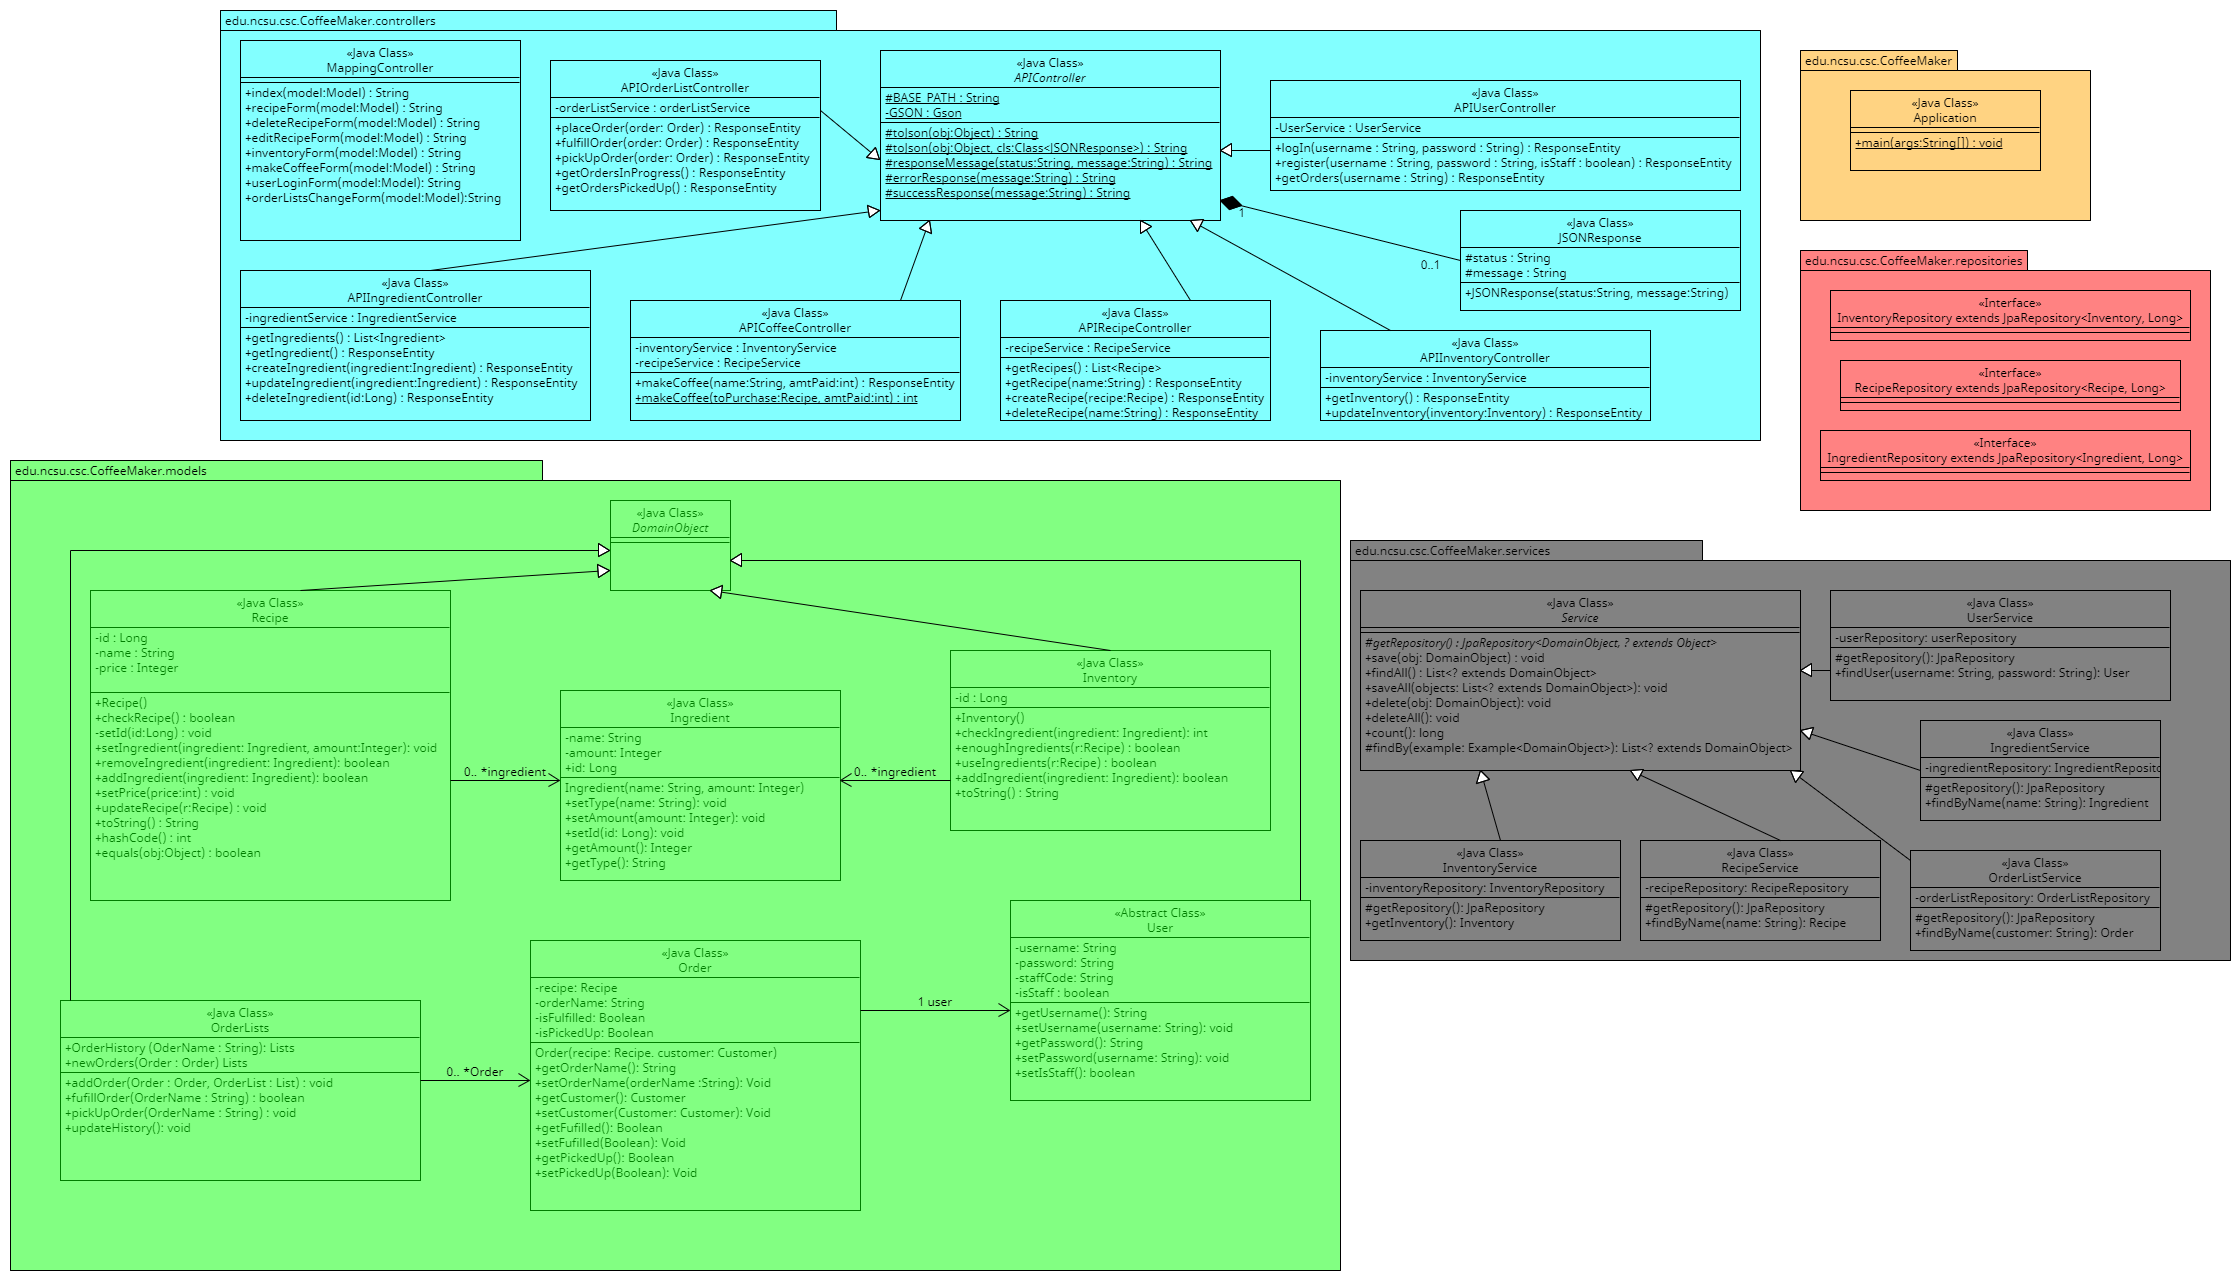 edu.ncsu.csc.CoffeeMaker.controllers
«Java Class»
MappingController
+index(model:Model) : String
+recipeForm(model:Model) : String
+deleteRecipeForm(model:Model) : String
+editRecipeForm(model:Model) : String
+inventoryForm(model:Model) : String
+makeCoffeeForm(model:Model) : String
+userLoginForm(model:Model): String
+orderListsChangeForm(model:Model):String
«Java Class»
APIOrderListController
-orderListService : orderListService
+placeOrder(order: Order) : ResponseEntity
+fulfillOrder(order: Order) : ResponseEntity
+pickUpOrder(order: Order) : ResponseEntity
+getOrdersInProgress() : ResponseEntity
+getOrdersPickedUp() : ResponseEntity
«Java Class»
APIController
#BASE_PATH : String
-GSON : Gson
#toJson(obj:Object) : String
#toJson(obj:Object, cls:Class<JSONResponse>) : String
#responseMessage(status:String, message:String) : String
#errorResponse(message:String) : String
#successResponse(message:String) : String
«Java Class»
APIUserController
-UserService : UserService
+logIn(username : String, password : String) : ResponseEntity
+register(username : String, password : String, isStaff : boolean) : ResponseEntity
+getOrders(username : String) : ResponseEntity
1
0..1
«Java Class»
JSONResponse
#status : String
#message : String
+JSONResponse(status:String, message:String)
«Java Class»
APIIngredientController
-ingredientService : IngredientService
+getIngredients() : List<Ingredient>
+getIngredient() : ResponseEntity
+createIngredient(ingredient:Ingredient) : ResponseEntity
+updateIngredient(ingredient:Ingredient) : ResponseEntity
+deleteIngredient(id:Long) : ResponseEntity
«Java Class»
APICoffeeController
-inventoryService : InventoryService
-recipeService : RecipeService
+makeCoffee(name:String, amtPaid:int) : ResponseEntity
+makeCoffee(toPurchase:Recipe, amtPaid:int) : int
«Java Class»
APIRecipeController
-recipeService : RecipeService
+getRecipes() : List<Recipe>
+getRecipe(name:String) : ResponseEntity
+createRecipe(recipe:Recipe) : ResponseEntity
+deleteRecipe(name:String) : ResponseEntity
«Java Class»
APIInventoryController
-inventoryService : InventoryService
+getInventory() : ResponseEntity
+updateInventory(inventory:Inventory) : ResponseEntity
edu.ncsu.csc.CoffeeMaker
«Java Class»
Application
+main(args:String[]) : void
edu.ncsu.csc.CoffeeMaker.repositories
«Interface»
InventoryRepository extends JpaRepository<Inventory, Long>
«Interface»
RecipeRepository extends JpaRepository<Recipe, Long>
«Interface»
IngredientRepository extends JpaRepository<Ingredient, Long>
edu.ncsu.csc.CoffeeMaker.models
«Java Class»
DomainObject
«Java Class»
Recipe
-id : Long
-name : String
-price : Integer
+Recipe()
+checkRecipe() : boolean
-setId(id:Long) : void
+setIngredient(ingredient: Ingredient, amount:Integer): void
+removeIngredient(ingredient: Ingredient): boolean
+addIngredient(ingredient: Ingredient): boolean
+setPrice(price:int) : void
+updateRecipe(r:Recipe) : void
+toString() : String
+hashCode() : int
+equals(obj:Object) : boolean
0.. *ingredient
«Java Class»
Ingredient
-name: String
-amount: Integer
+id: Long
Ingredient(name: String, amount: Integer)
+setType(name: String): void
+setAmount(amount: Integer): void
+setId(id: Long): void
+getAmount(): Integer
+getType(): String
0.. *ingredient
«Java Class»
Inventory
-id : Long
+Inventory()
+checkIngredient(ingredient: Ingredient): int
+enoughIngredients(r:Recipe) : boolean
+useIngredients(r:Recipe) : boolean
+addIngredient(ingredient: Ingredient): boolean
+toString() : String
«Java Class»
OrderLists
+OrderHistory (OderName : String): Lists
+newOrders(Order : Order) Lists
+addOrder(Order : Order, OrderList : List) : void
+fufillOrder(OrderName : String) : boolean
+pickUpOrder(OrderName : String) : void
+updateHistory(): void
0.. *Order
«Java Class»
Order
-recipe: Recipe
-orderName: String
-isFulfilled: Boolean
-isPickedUp: Boolean
Order(recipe: Recipe. customer: Customer)
+getOrderName(): String
+setOrderName(orderName :String): Void
+getCustomer(): Customer
+setCustomer(Customer: Customer): Void
+getFufilled(): Boolean
+setFufilled(Boolean): Void
+getPickedUp(): Boolean
+setPickedUp(Boolean): Void
1 user
«Abstract Class»
User
-username: String
-password: String
-staffCode: String
-isStaff : boolean
+getUsername(): String
+setUsername(username: String): void
+getPassword(): String
+setPassword(username: String): void
+setIsStaff(): boolean
edu.ncsu.csc.CoffeeMaker.services
«Java Class»
Service
#getRepository() : JpaRepository<DomainObject, ? extends Object>
+save(obj: DomainObject) : void
+findAll() : List<? extends DomainObject>
+saveAll(objects: List<? extends DomainObject>): void
+delete(obj: DomainObject): void
+deleteAll(): void
+count(): long
#findBy(example: Example<DomainObject>): List<? extends DomainObject>
«Java Class»
UserService
-userRepository: userRepository
#getRepository(): JpaRepository
+findUser(username: String, password: String): User
«Java Class»
IngredientService
-ingredientRepository: IngredientReposito
#getRepository(): JpaRepository
+findByName(name: String): Ingredient
«Java Class»
InventoryService
-inventoryRepository: InventoryRepository
#getRepository(): JpaRepository
+getInventory(): Inventory
«Java Class»
RecipeService
-recipeRepository: RecipeRepository
#getRepository(): JpaRepository
+findByName(name: String): Recipe
«Java Class»
OrderListService
-orderListRepository: OrderListRepository
#getRepository(): JpaRepository
+findByName(customer: String): Order